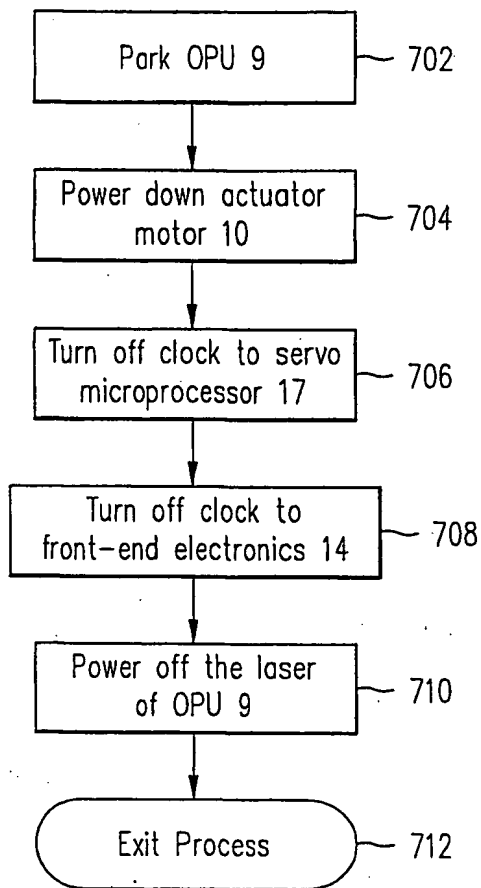 Park OPU 9
702
Power down actuator
motor 10
704
Turn off clock to servo
microprocessor 17
706
Turn off clock to
front-end electronics 14
708
Power off the laser
of OPU 9
710
Exit Process
712